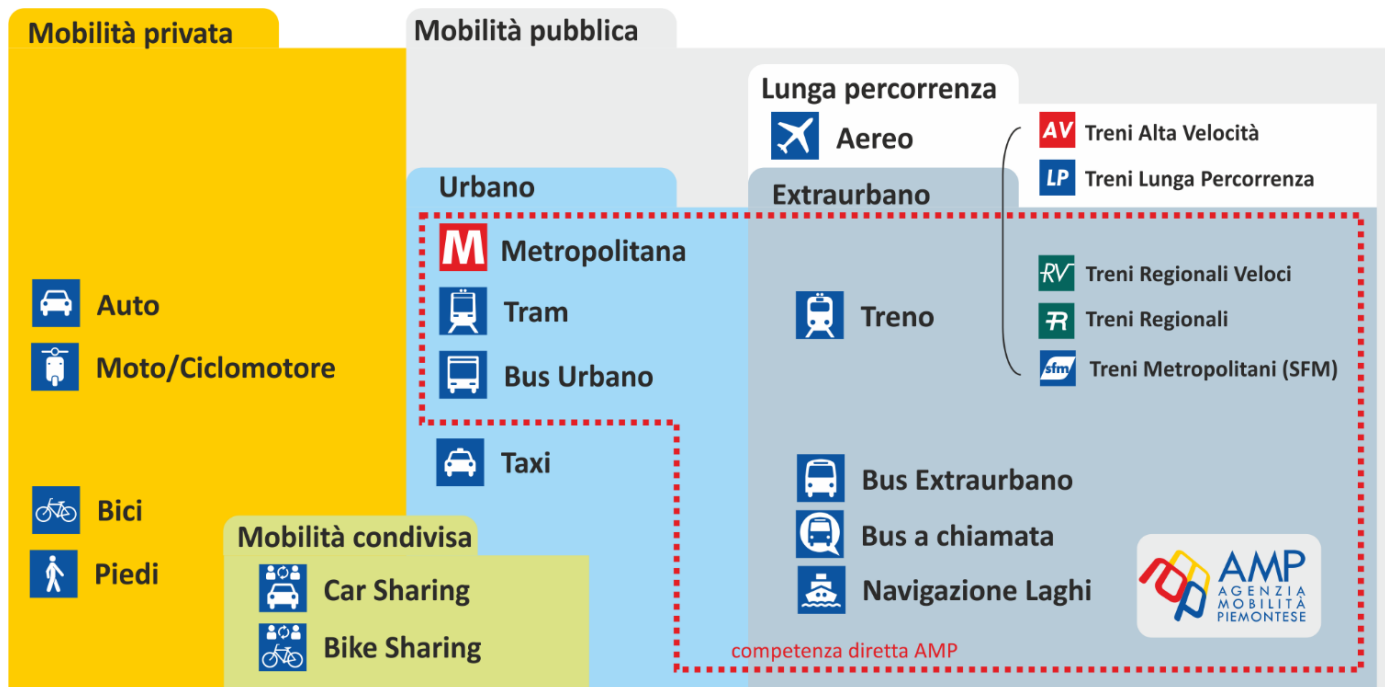 Mobilità privata
Mobilità pubblica
Lunga percorrenza
Aereo
AV Treni Alta Velocità
LP Treni Lunga Percorrenza
Urbano
Extraurbano
M Metropolitana
Tram
Bus Urbano
Taxi
Treno
RV Treni Regionali Veloci
R Treni Regionali
sfm Treni Metropolitani (SFM)
Auto
Moto/Ciclomotore
Bici
Piedi
Mobilità condivisa
Car Sharing
Bike Sharing
Bus Extraurbano
Bus a chiamata
Navigazione Laghi
competenza diretta AMP
AMP
AGENZIA
MOBILITÀ
PIEMONTESE